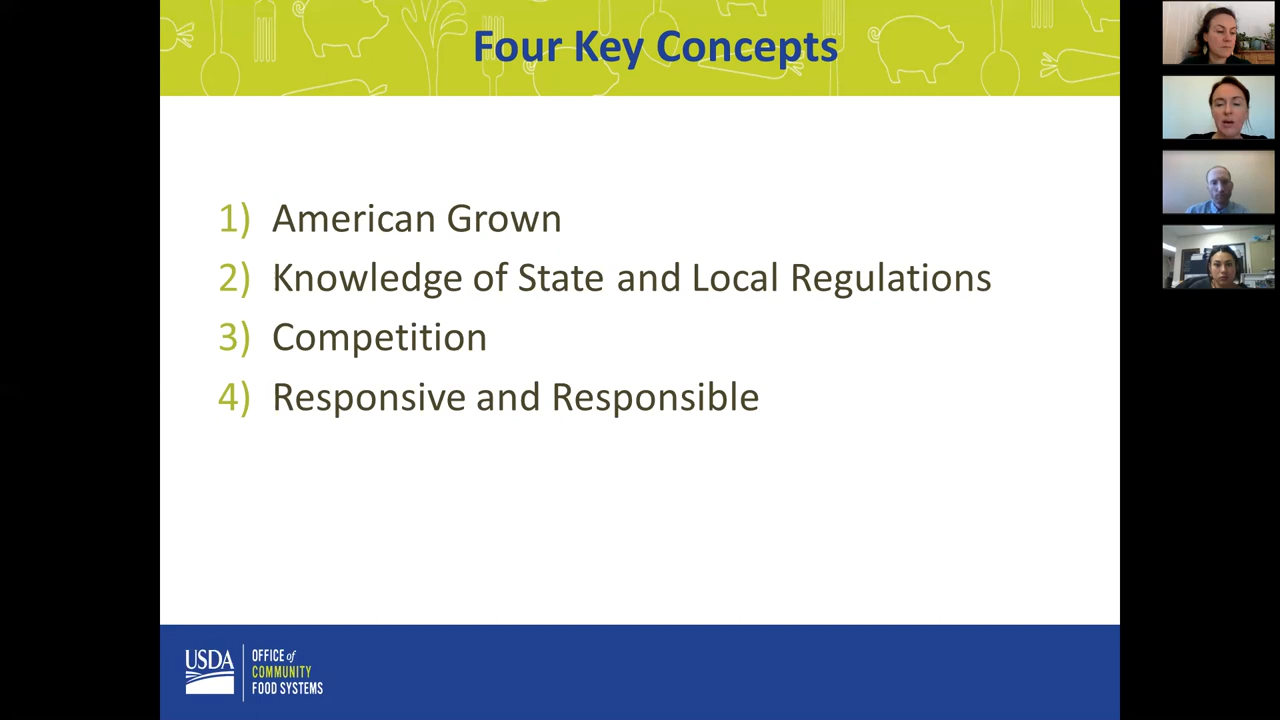 Four Key Concepts
1) American Grown
2) Knowledge of State and Local Regulations
3) Competition
4) Responsive and Responsible
USDA
OFFICE of
COMMUNITY
FOOD SYSTEMS